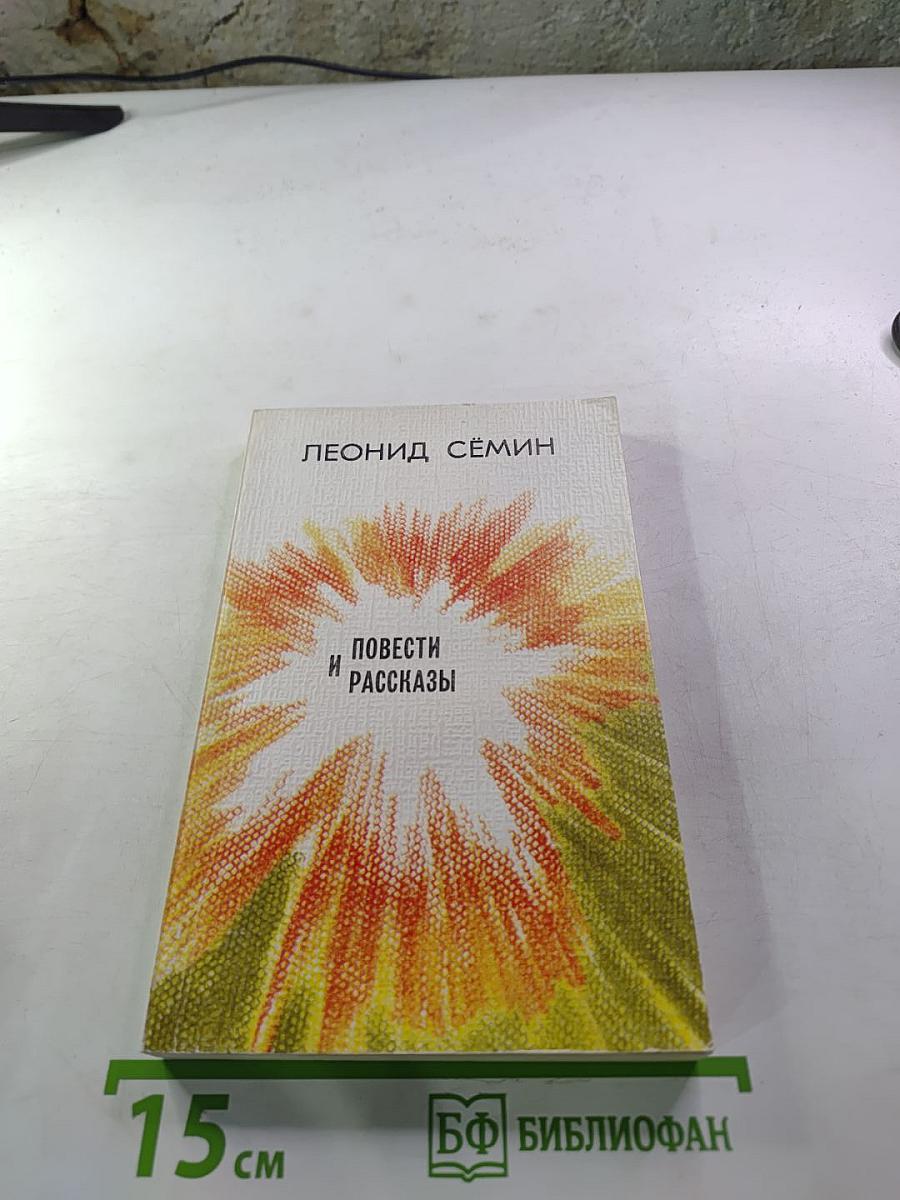 ЛЕОНИД СЁМИН
ПОВЕСТИ
И
РАССКАЗЫ
15 см
БФ БИБЛИОФАН